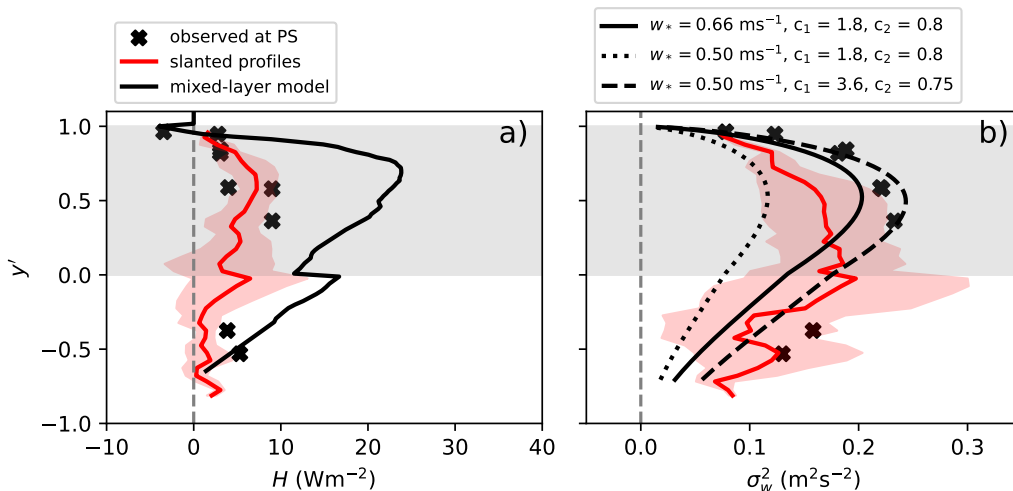 observed at PS
slanted profiles
mixed-layer model
w* = 0.66 ms⁻¹, c₁ = 1.8, c₂ = 0.8
w* = 0.50 ms⁻¹, c₁ = 1.8, c₂ = 0.8
w* = 0.50 ms⁻¹, c₁ = 3.6, c₂ = 0.75
a)
b)
1.0
0.5
0.0
−0.5
−1.0
y′
−10 0 10 20 30 40
0.0 0.1 0.2 0.3
H (Wm⁻²)
σ²w (m²s⁻²)